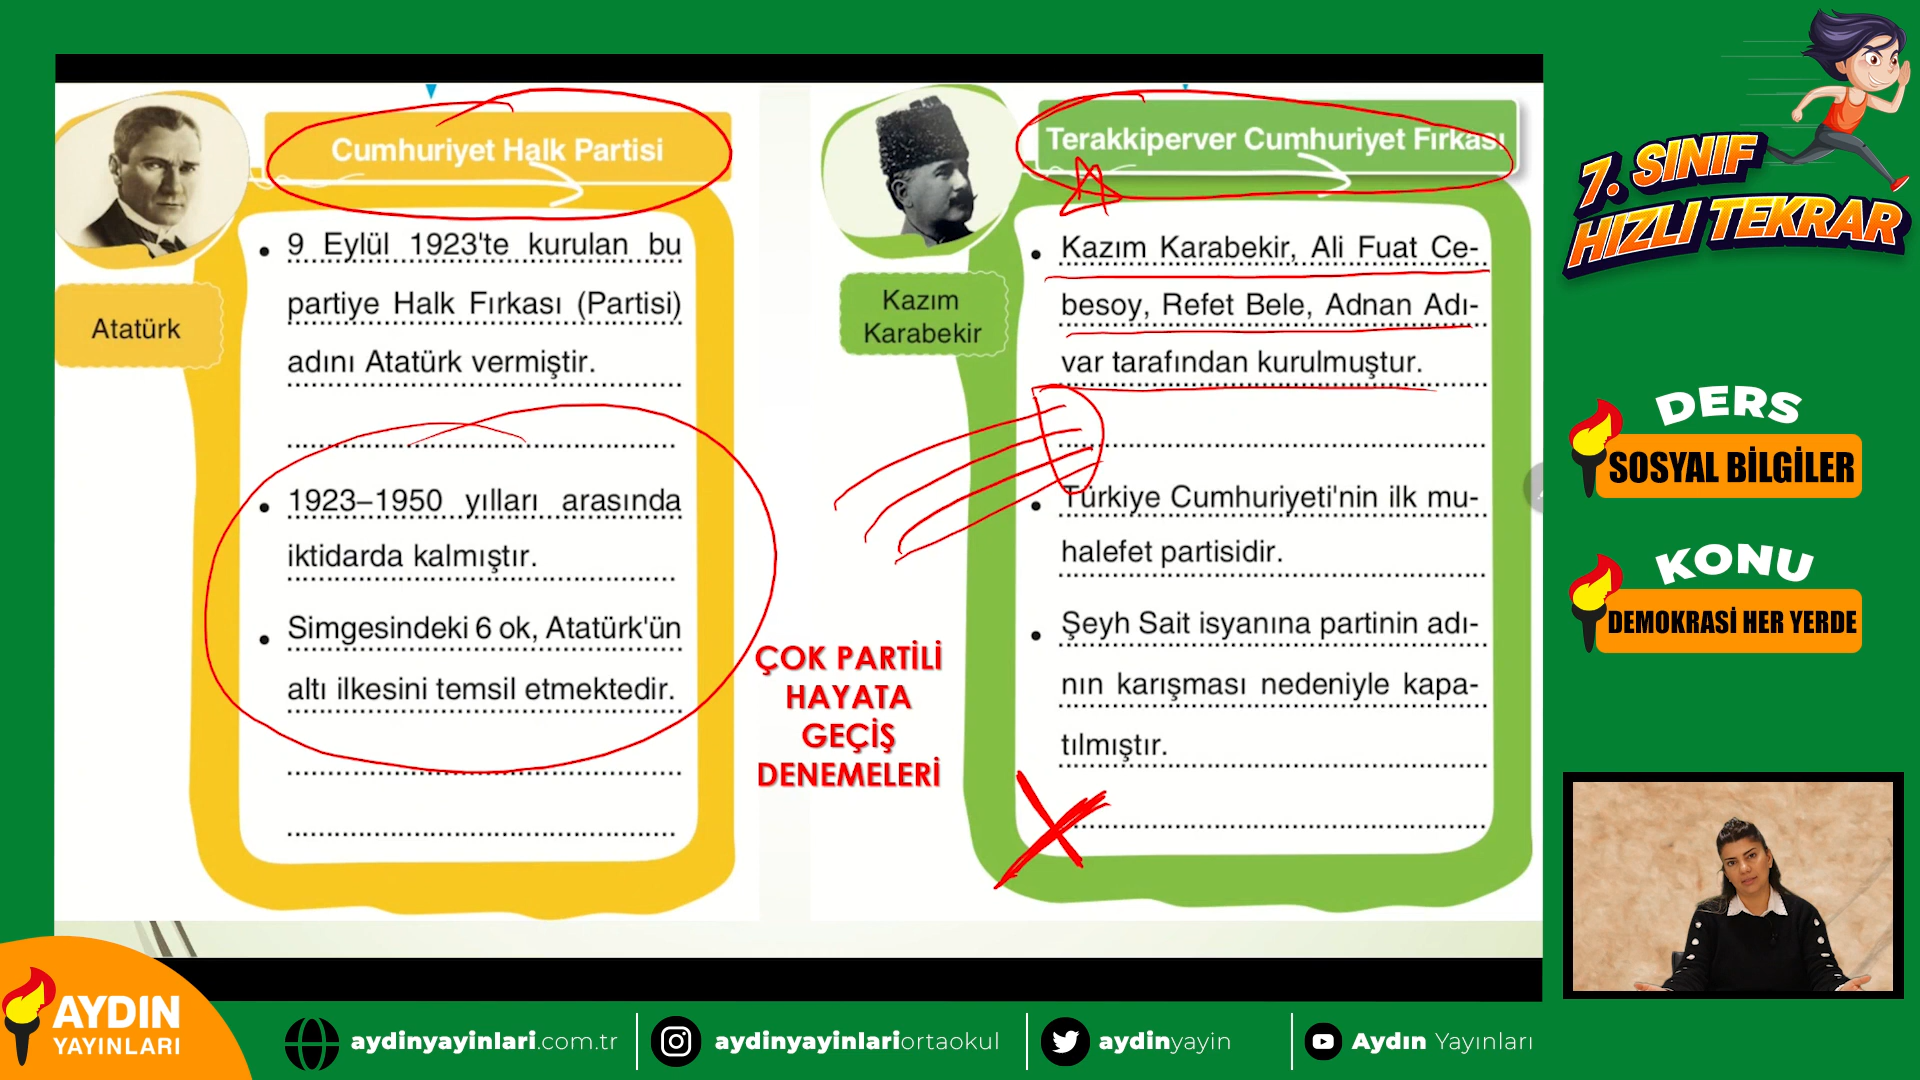 Cumhuriyet Halk Partisi
Atatürk
9 Eylül 1923'te kurulan bu
partiye Halk Fırkası (Partisi)
adını Atatürk vermiştir.
1923–1950 yılları arasında
iktidarda kalmıştır.
Simgesindeki 6 ok, Atatürk'ün
altı ilkesini temsil etmektedir.
ÇOK PARTİLİ
HAYATA
GEÇİŞ
DENEMELERİ
Terakkiperver Cumhuriyet Fırkası
Kazım
Karabekir
Kazım Karabekir, Ali Fuat Ce-
besoy, Refet Bele, Adnan Adı-
var tarafından kurulmuştur.
Türkiye Cumhuriyeti'nin ilk mu-
halefet partisidir.
Şeyh Sait isyanına partinin adı-
nın karışması nedeniyle kapa-
tılmıştır.
7. SINIF
HIZLI TEKRAR
DERS
SOSYAL BİLGİLER
KONU
DEMOKRASİ HER YERDE
AYDIN
YAYINLARI
aydinyayinlari.com.tr
aydinyayinlariortaokul
aydinyayin
Aydın Yayınları